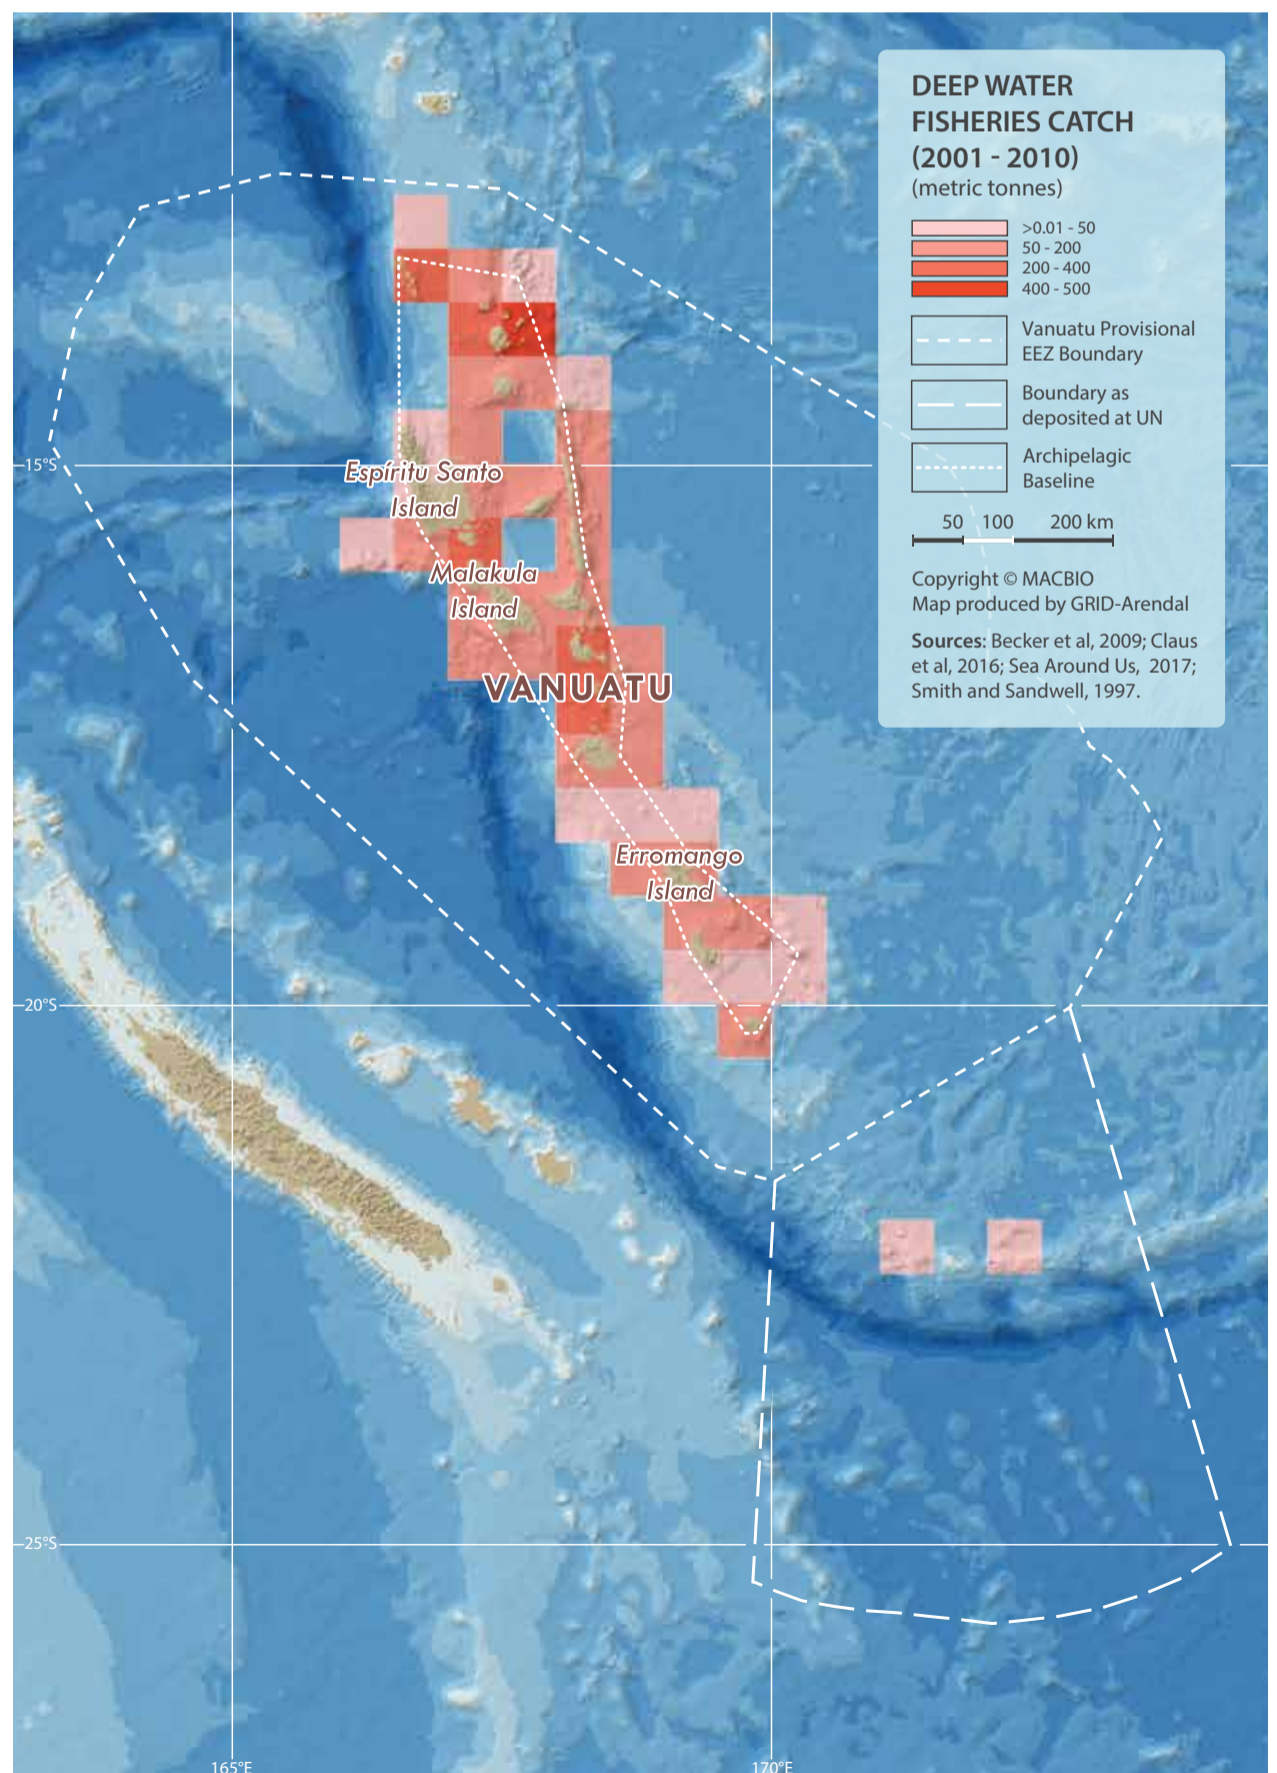 DEEP WATER
FISHERIES CATCH
(2001 - 2010)
(metric tonnes)
>0.01 - 50
50 - 200
200 - 400
400 - 500
Vanuatu Provisional
EEZ Boundary
Boundary as
deposited at UN
Archipelagic
Baseline
50 100 200 km
Copyright © MACBIO
Map produced by GRID-Arendal
Sources: Becker et al, 2009; Claus
et al, 2016; Sea Around Us, 2017;
Smith and Sandwell, 1997.
15°S
Espíritu Santo
Island
Malakula
Island
VANUATU
Erromango
Island
20°S
25°S
165°E
170°E